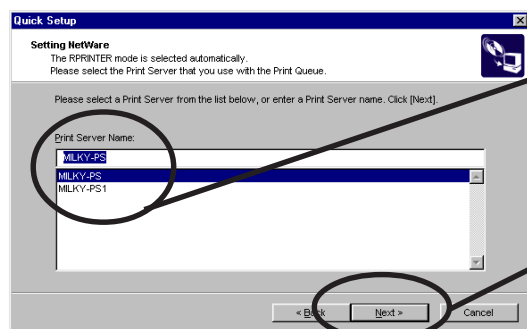 Quick Setup
Setting NetWare
The RPRINTER mode is selected automatically.
Please select the Print Server that you use with the Print Queue.
Please select a Print Server from the list below, or enter a Print Server name. Click [Next].
Print Server Name:
MILKY-PS
MILKY-PS
MILKY-PS1
< Back
Next >
Cancel